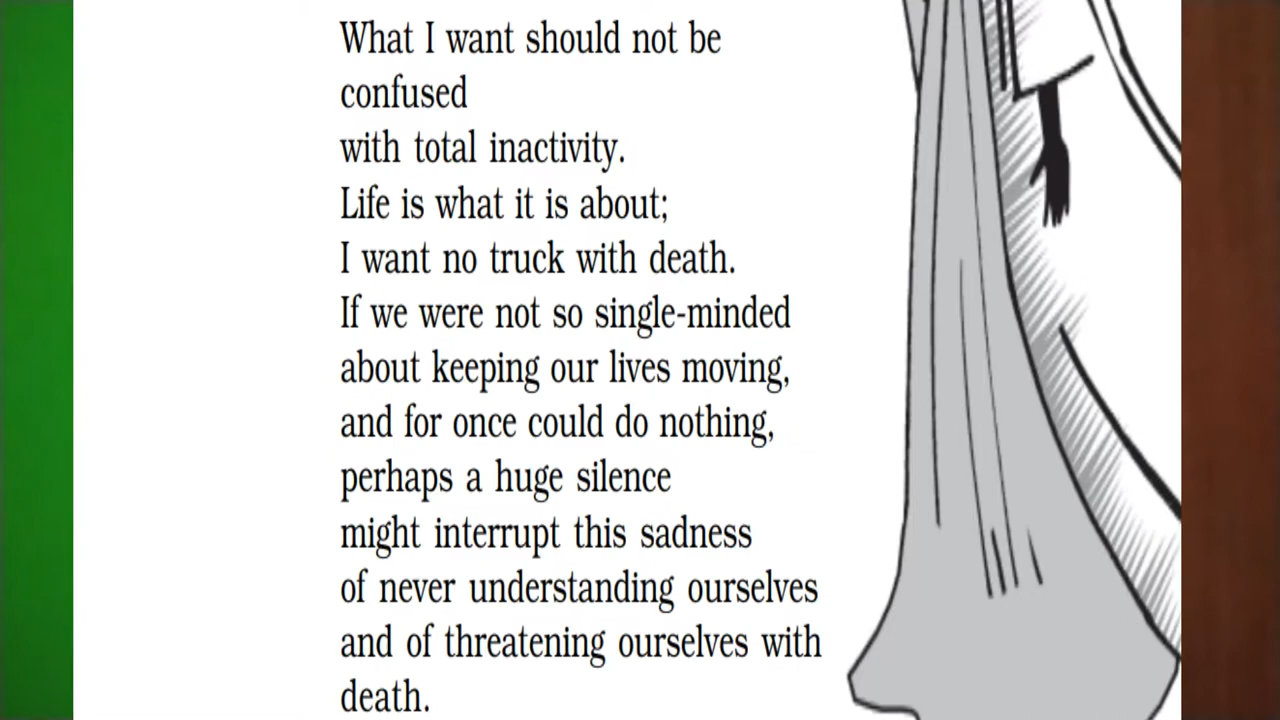 What I want should not be
confused
with total inactivity.
Life is what it is about;
I want no truck with death.
If we were not so single-minded
about keeping our lives moving,
and for once could do nothing,
perhaps a huge silence
might interrupt this sadness
of never understanding ourselves
and of threatening ourselves with
death.